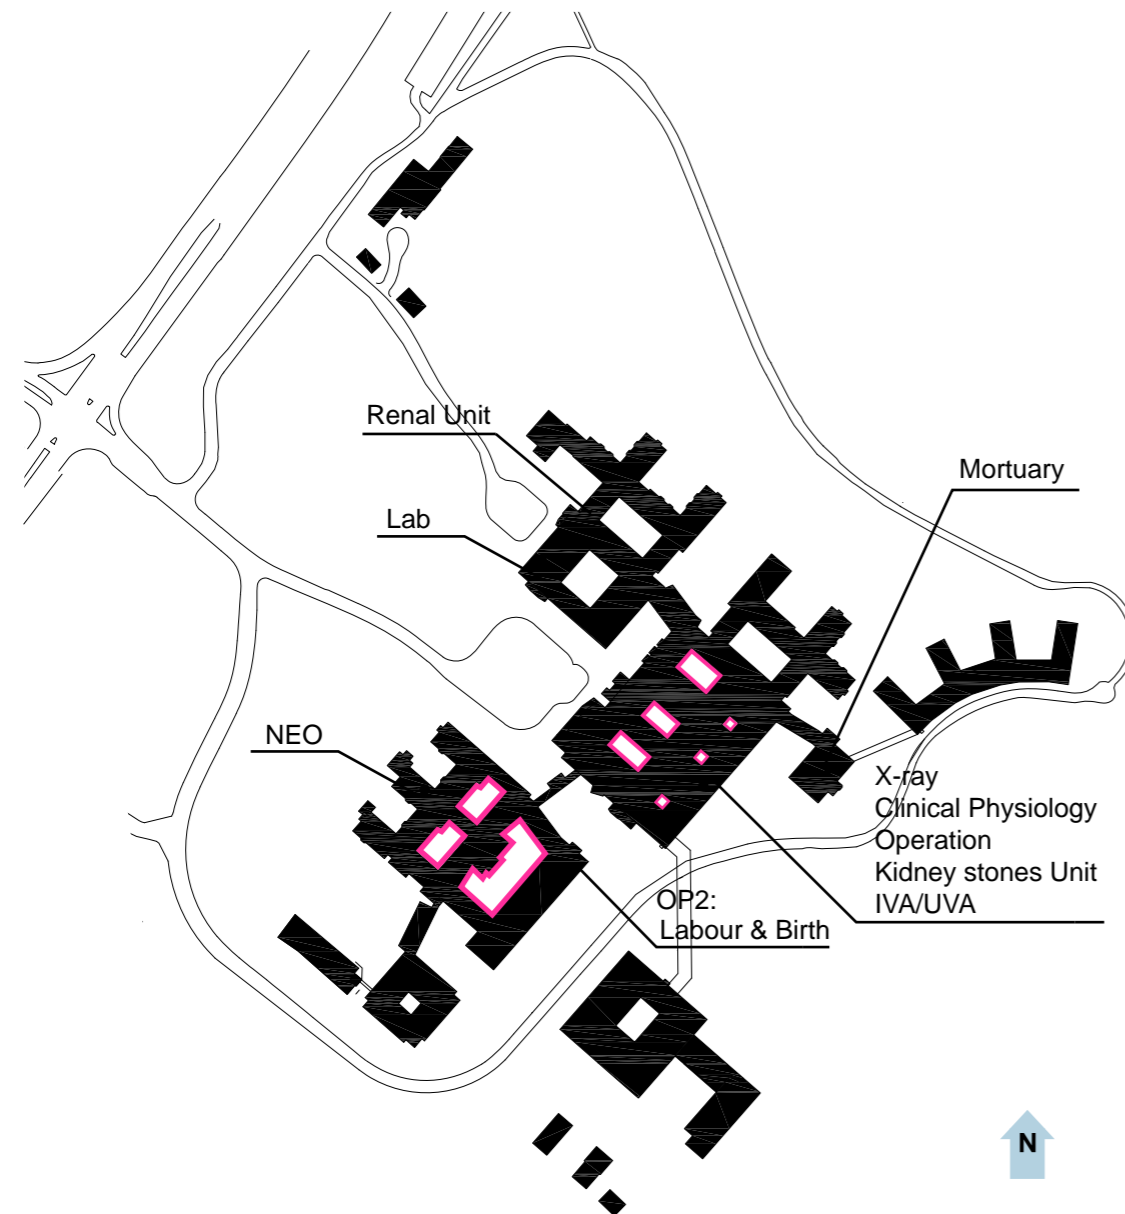 Renal Unit
Mortuary
Lab
NEO
X-ray
Clinical Physiology
Operation
Kidney stones Unit
IVA/UVA
OP2:
Labour & Birth
N